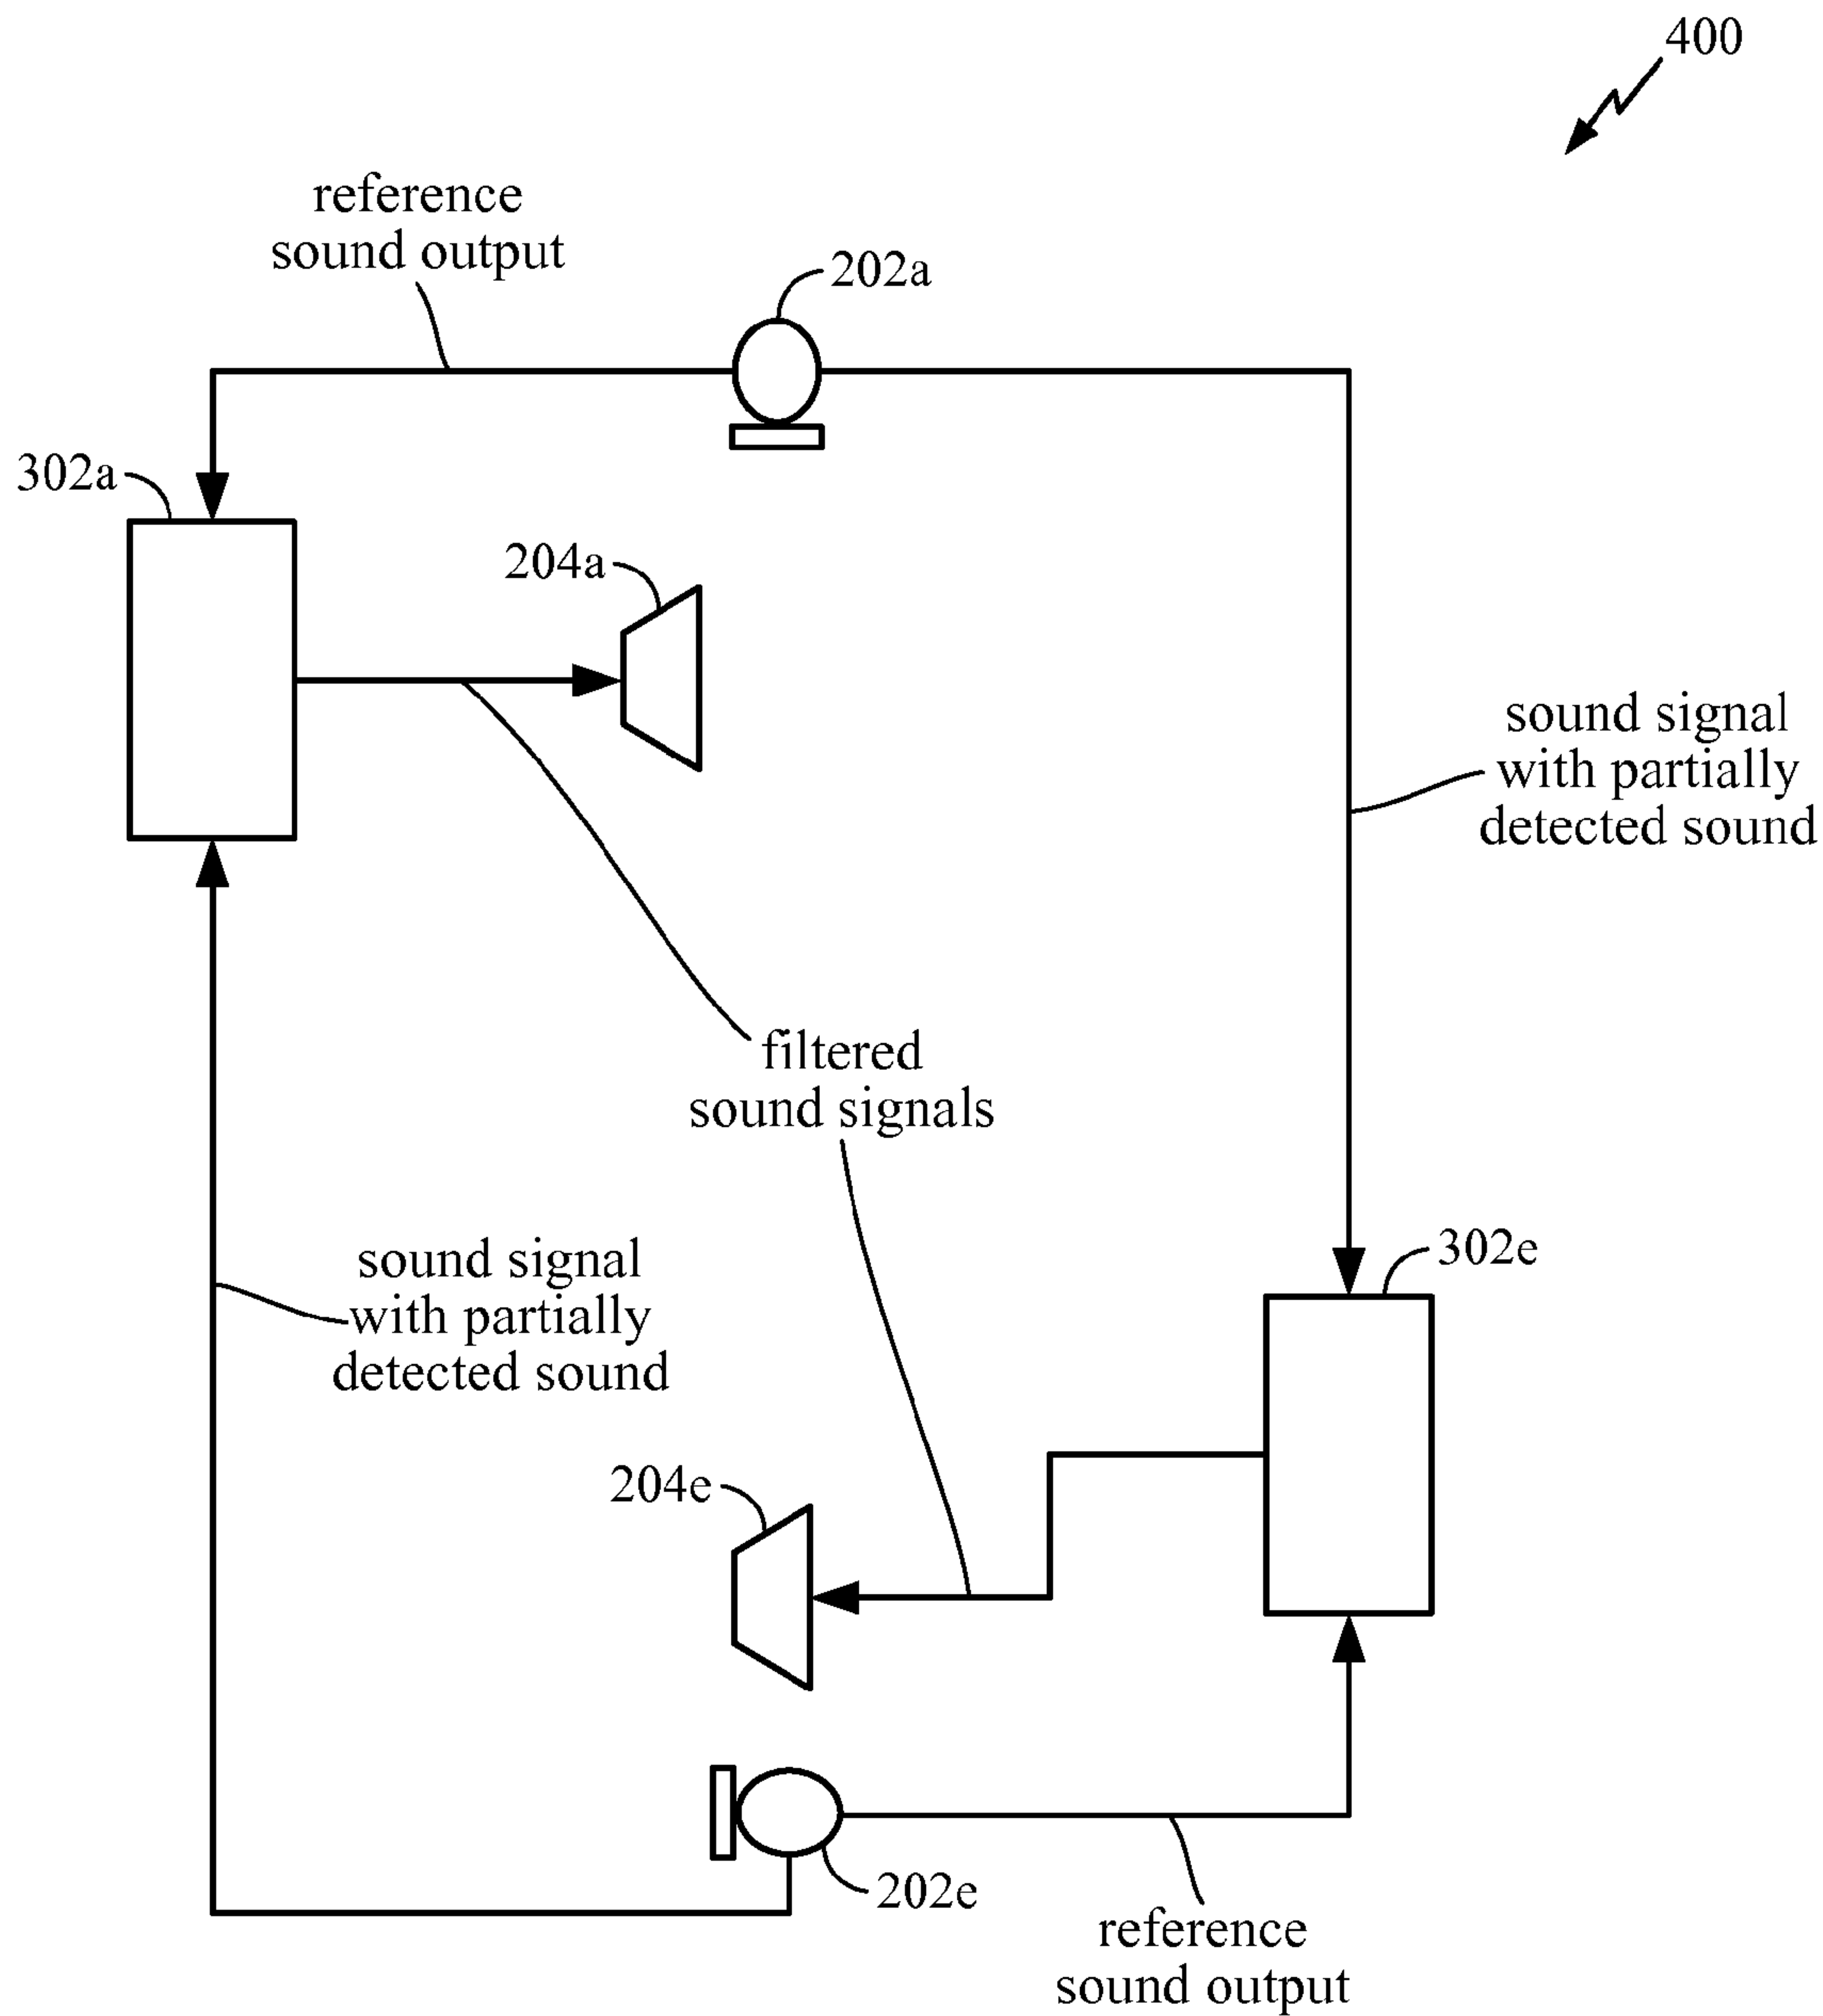 400
reference
sound output
202a
302a
204a
sound signal
with partially
detected sound
filtered
sound signals
302e
sound signal
with partially
detected sound
204e
202e
reference
sound output